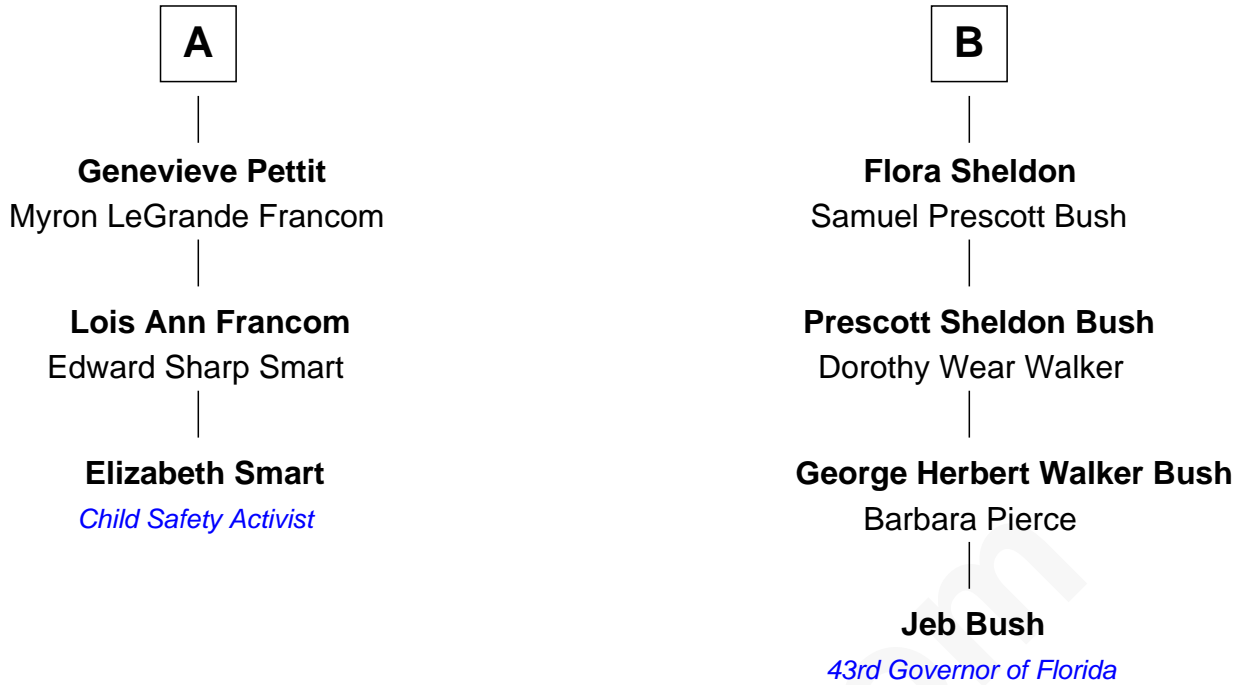 A
Genevieve Pettit
Myron LeGrande Francom
Lois Ann Francom
Edward Sharp Smart
Elizabeth Smart
Child Safety Activist
B
Flora Sheldon
Samuel Prescott Bush
Prescott Sheldon Bush
Dorothy Wear Walker
George Herbert Walker Bush
Barbara Pierce
Jeb Bush
43rd Governor of Florida